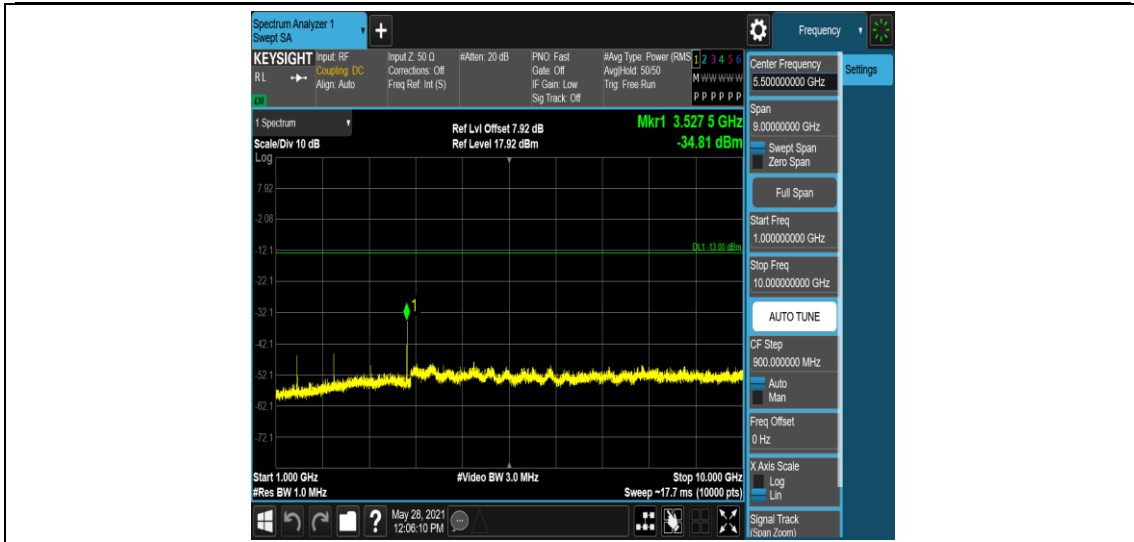 Spectrum Analyzer 1
Swept SA
+
Frequency
KEYSIGHT
RL
LXI
Input: RF
Coupling: DC
Align: Auto
Input Z: 50 Ω
Corrections: Off
Freq Ref: Int (S)
#Atten: 20 dB
PNO: Fast
Gate: Off
IF Gain: Low
Sig Track: Off
#Avg Type: Power (RMS
Avg|Hold: 50/50
Trig: Free Run
1 2 3 4 5 6
M W W W W W
P P P P P P
1 Spectrum
Scale/Div 10 dB
Log
Ref Lvl Offset 7.92 dB
Ref Level 17.92 dBm
Mkr1 3.527 5 GHz
-34.81 dBm
7.92
-2.08
-12.1
DL1 -13.00 dBm
-22.1
-32.1
1
-42.1
-52.1
-62.1
-72.1
Start 1.000 GHz
#Res BW 1.0 MHz
#Video BW 3.0 MHz
Stop 10.000 GHz
Sweep ~17.7 ms (10000 pts)
?
May 28, 2021
12:06:10 PM
Center Frequency
5.50000000 GHz
Settings
Span
9.00000000 GHz
Swept Span
Zero Span
Full Span
Start Freq
1.000000000 GHz
Stop Freq
10.000000000 GHz
AUTO TUNE
CF Step
900.000000 MHz
Auto
Man
Freq Offset
0 Hz
X Axis Scale
Log
Lin
Signal Track
(Span Zoom)